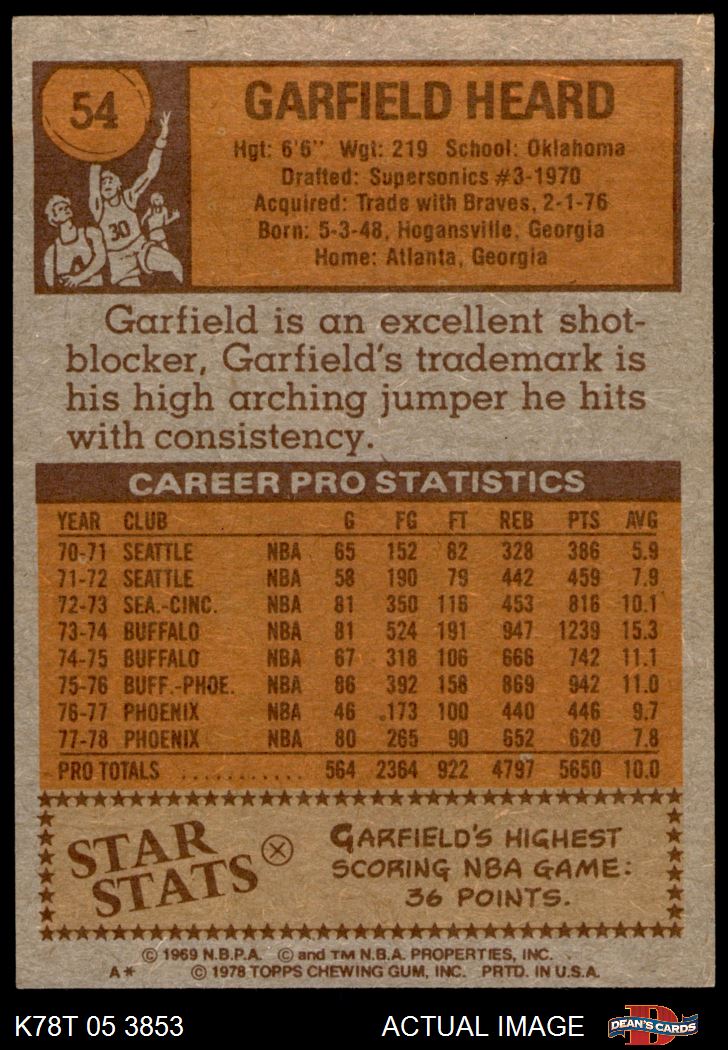 54
30
GARFIELD HEARD
Hgt: 6'6" Wgt: 219 School: Oklahoma
Drafted: Supersonics #3-1970
Acquired: Trade with Braves, 2-1-76
Born: 5-3-48, Hogansville, Georgia
Home: Atlanta, Georgia
Garfield is an excellent shot-
blocker, Garfield's trademark is
his high arching jumper he hits
with consistency.
CAREER PRO STATISTICS
YEAR CLUB G FG FT REB PTS AVG
70-71 SEATTLE NBA 65 152 82 328 386 5.9
71-72 SEATTLE NBA 58 190 79 442 459 7.9
72-73 SEA.-CINC. NBA 81 350 116 453 816 10.1
73-74 BUFFALO NBA 81 524 191 947 1239 15.3
74-75 BUFFALO NBA 67 318 106 666 742 11.1
75-76 BUFF.-PHOE. NBA 86 392 158 869 942 11.0
76-77 PHOENIX NBA 46 173 100 440 446 9.7
77-78 PHOENIX NBA 80 265 90 652 620 7.8
PRO TOTALS ........... 564 2364 922 4797 5650 10.0
STAR STATS
GARFIELD'S HIGHEST
SCORING NBA GAME:
36 POINTS.
© 1969 N.B.P.A. © and TM N.B.A. PROPERTIES, INC.
A* © 1978 TOPPS CHEWING GUM, INC. PRTD. IN U.S.A.
K78T 05 3853 ACTUAL IMAGE D DEAN'S CARDS